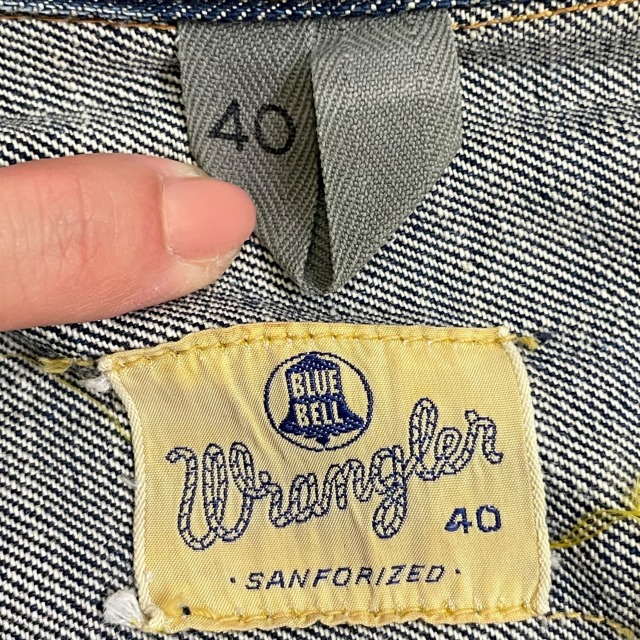 40
BLUE
BELL
Wrangler
40
· SANFORIZED ·